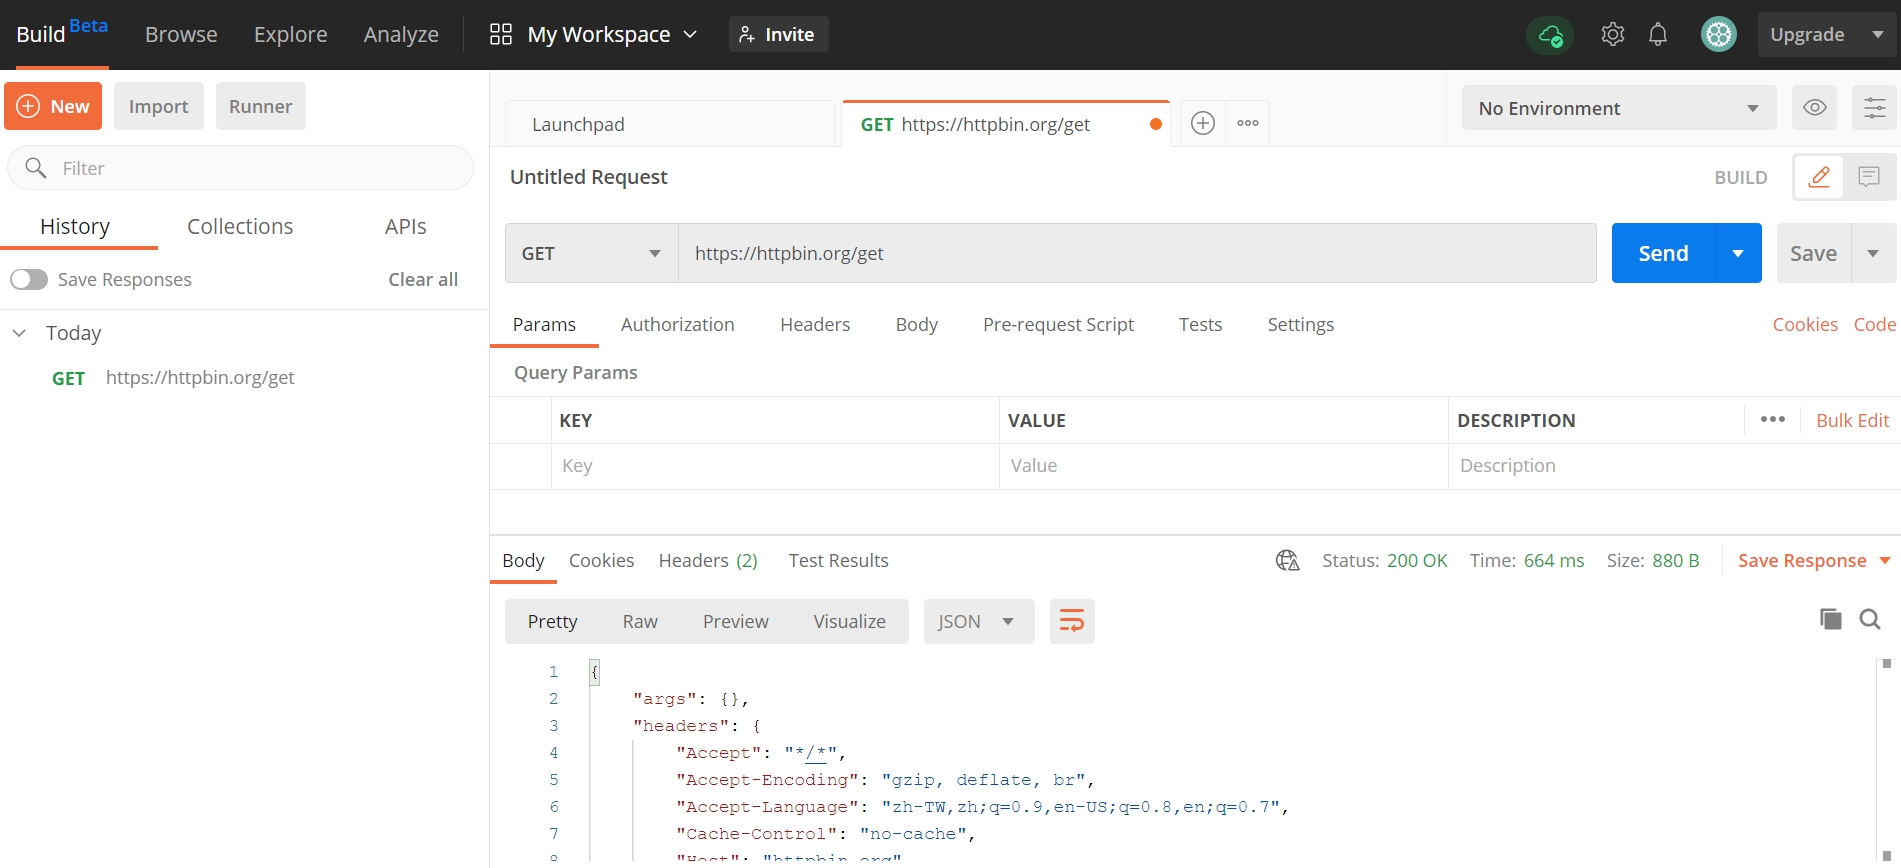 Build Beta Browse Explore Analyze My Workspace Invite Upgrade
New Import Runner
Filter
History Collections APIs
Save Responses Clear all
Today
GET https://httpbin.org/get
Launchpad GET https://httpbin.org/get No Environment
Untitled Request BUILD
GET https://httpbin.org/get Send Save
Params Authorization Headers Body Pre-request Script Tests Settings Cookies Code
Query Params
KEY VALUE DESCRIPTION Bulk Edit
Key Value Description
Body Cookies Headers (2) Test Results Status: 200 OK Time: 664 ms Size: 880 B Save Response
Pretty Raw Preview Visualize JSON
1 {
2 "args": {},
3 "headers": {
4 "Accept": "*/*",
5 "Accept-Encoding": "gzip, deflate, br",
6 "Accept-Language": "zh-TW,zh;q=0.9,en-US;q=0.8,en;q=0.7",
7 "Cache-Control": "no-cache",
8 "Host": "httpbin.org"